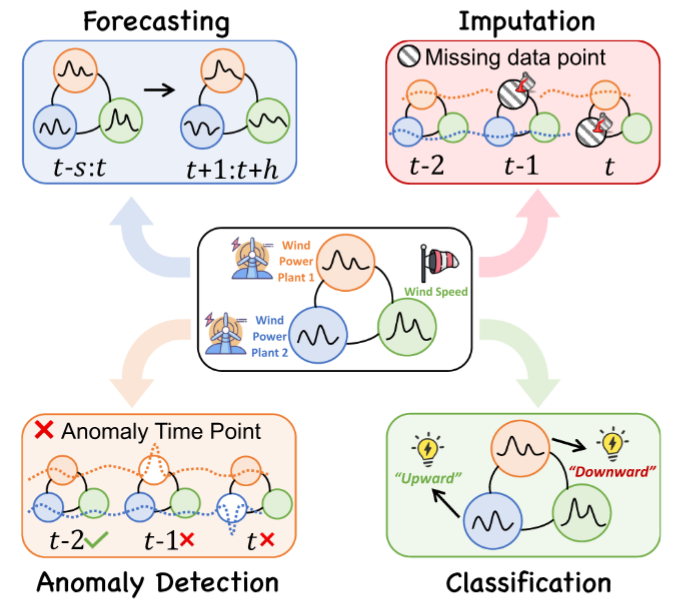 Forecasting
t-s:t
t+1:t+h
Imputation
Missing data point
t-2
t-1
t
Wind
Power
Plant 1
Wind Speed
Wind
Power
Plant 2
Anomaly Time Point
t-2
t-1
t
Anomaly Detection
"Upward"
"Downward"
Classification